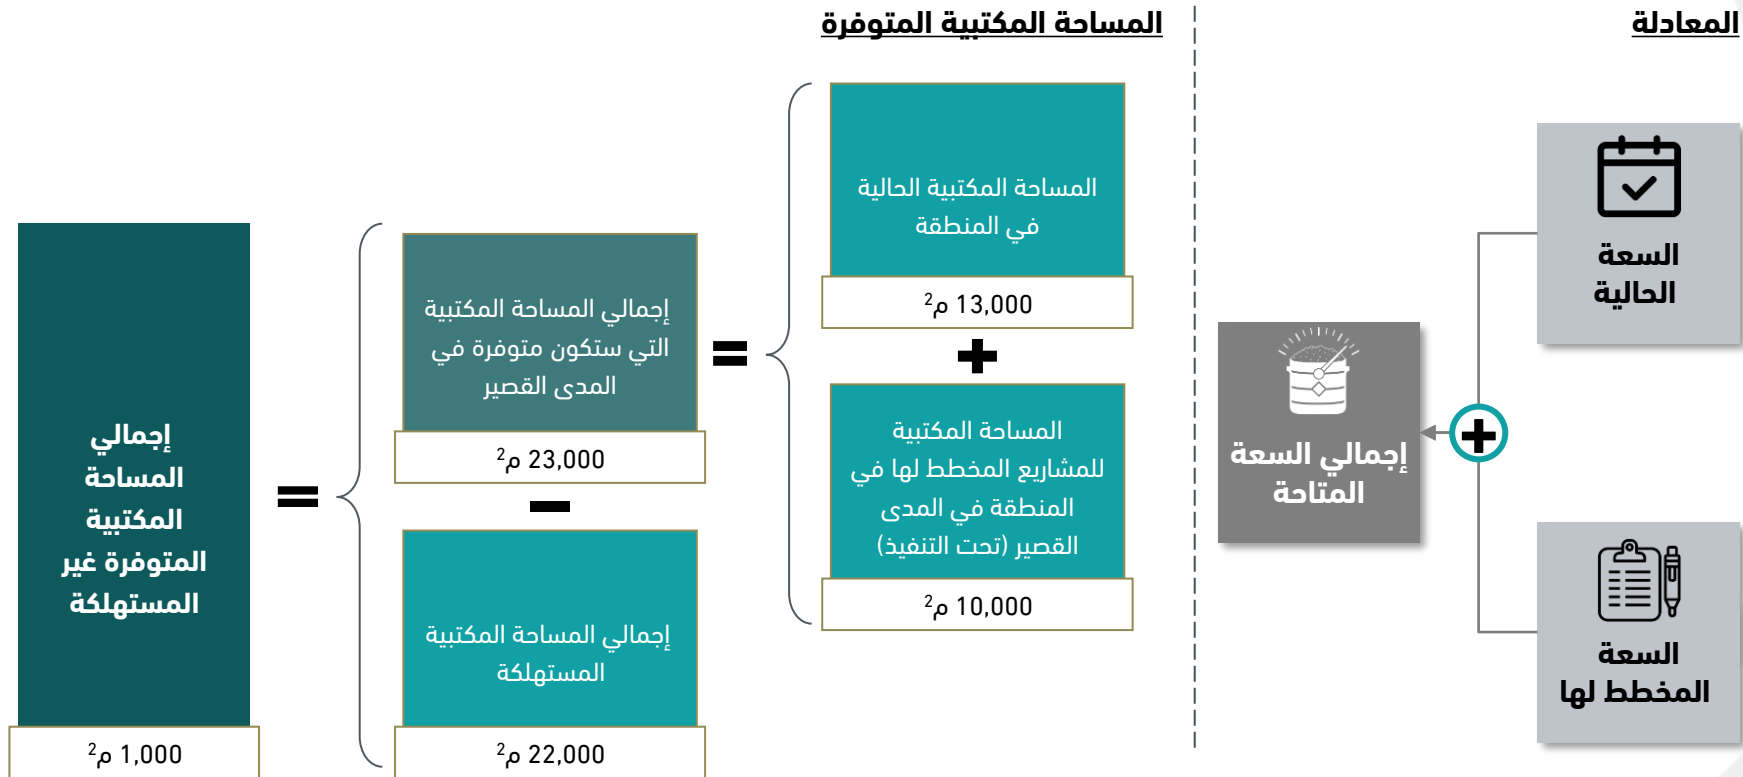 المعادلة
السعة
الحالية
إجمالي السعة
المتاحة
السعة
المخطط لها
المساحة المكتبية المتوفرة
المساحة المكتبية الحالية
في المنطقة
13,000 م²
المساحة المكتبية
للمشاريع المخطط لها في
المنطقة في المدى
القصير (تحت التنفيذ)
10,000 م²
=
إجمالي المساحة المكتبية
التي ستكون متوفرة في
المدى القصير
23,000 م²
إجمالي المساحة المكتبية
المستهلكة
22,000 م²
=
إجمالي
المساحة
المكتبية
المتوفرة غير
المستهلكة
1,000 م²